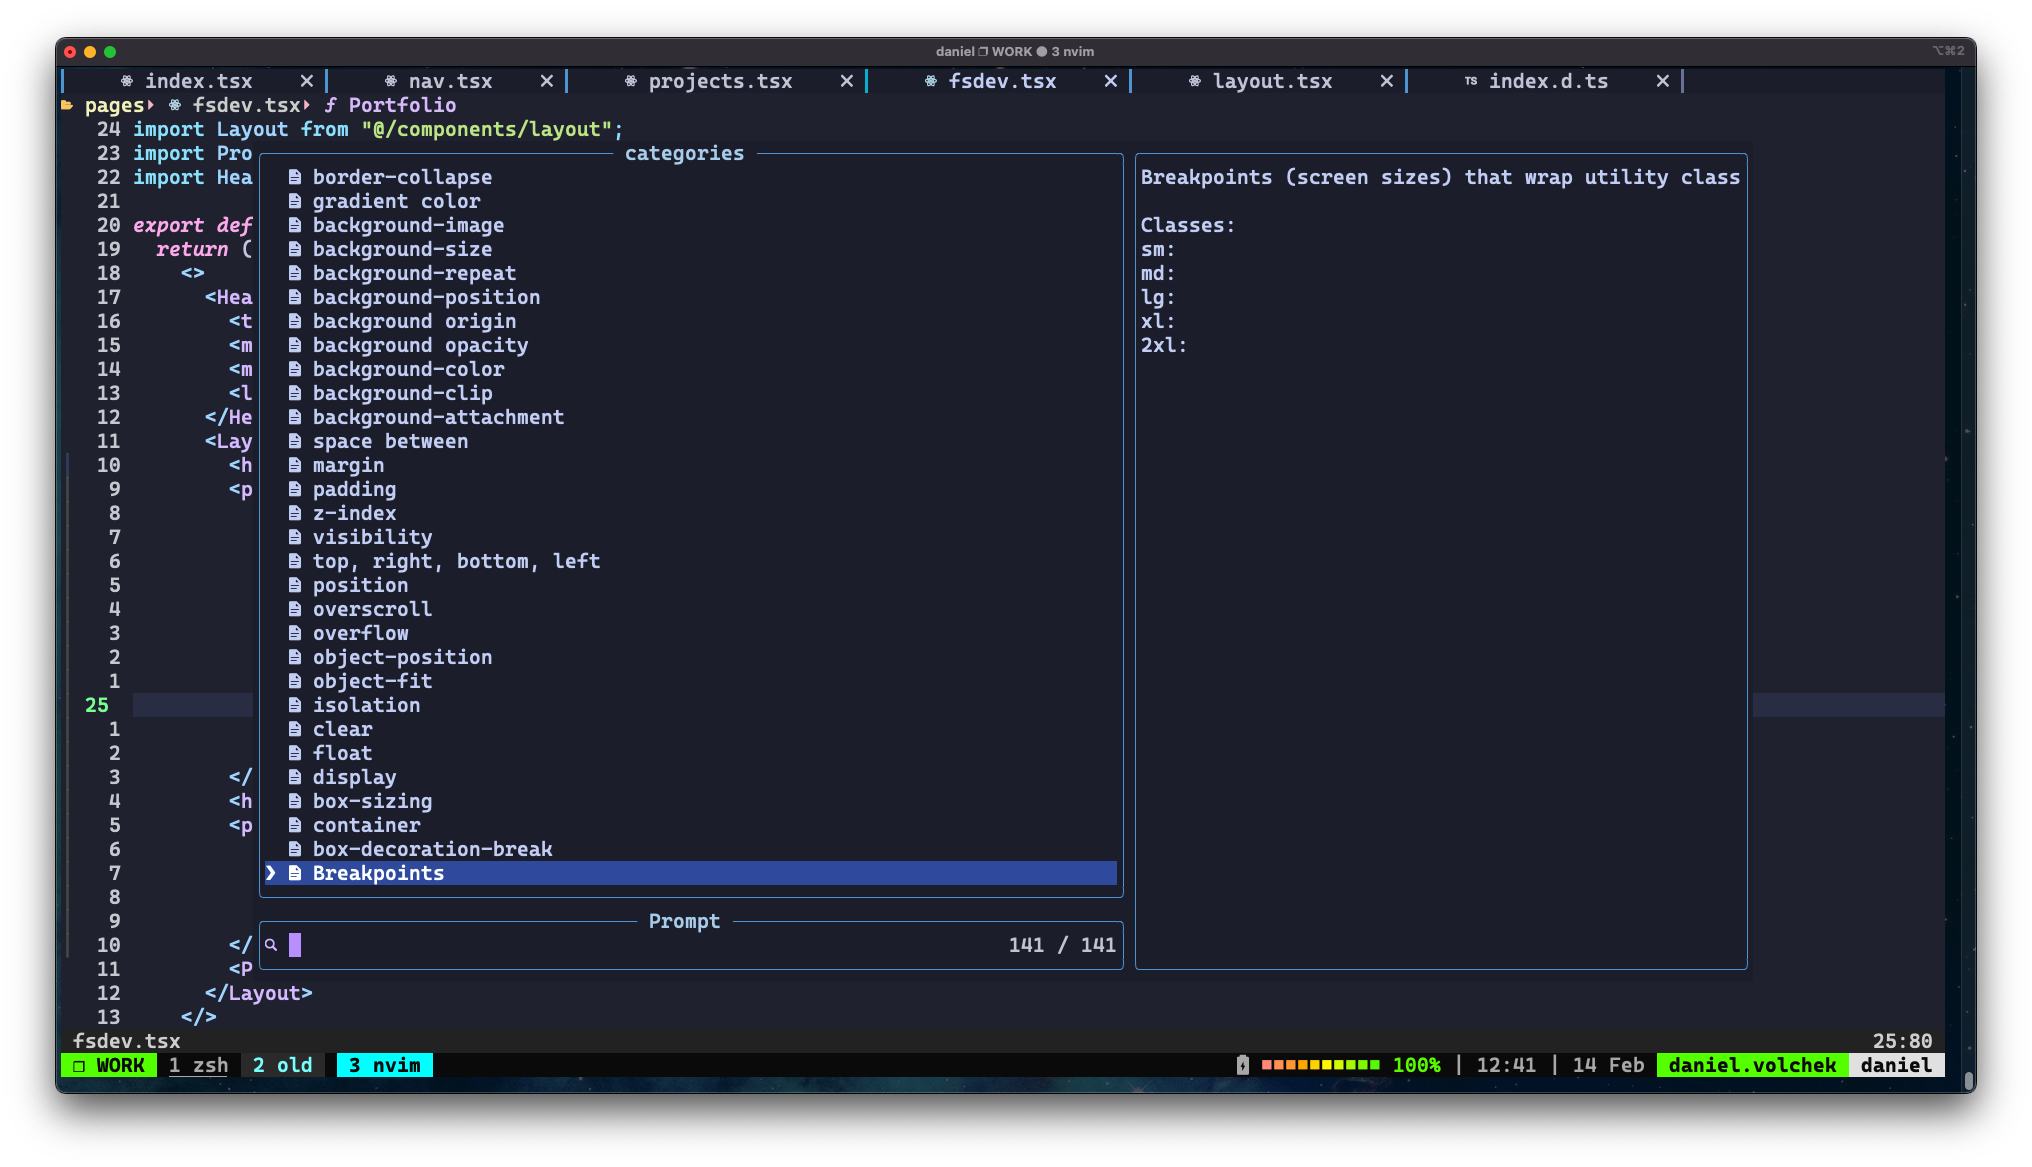 daniel ❐ WORK ● 3 nvim
⌥⌘2
index.tsx ✕ nav.tsx ✕ projects.tsx ✕ fsdev.tsx ✕ layout.tsx ✕ TS index.d.ts ✕
pages fsdev.tsx ƒ Portfolio
24 import Layout from "@/components/layout";
23 import Pro
22 import Hea
21
20 export def
19 return (
18 <>
17 <Hea
16 <t
15 <m
14 <m
13 <l
12 </He
11 <Lay
10 <h
9 <p
8
7
6
5
4
3
2
1
25
1
2
3 </
4 <h
5 <p
6
7
8
9
10 </
11 <P
12 </Layout>
13 </>
categories
border-collapse
gradient color
background-image
background-size
background-repeat
background-position
background origin
background opacity
background-color
background-clip
background-attachment
space between
margin
padding
z-index
visibility
top, right, bottom, left
position
overscroll
overflow
object-position
object-fit
isolation
clear
float
display
box-sizing
container
box-decoration-break
❯ Breakpoints
Prompt
141 / 141
Breakpoints (screen sizes) that wrap utility class
Classes:
sm:
md:
lg:
xl:
2xl:
fsdev.tsx 25:80
❐ WORK 1 zsh 2 old 3 nvim 100% | 12:41 | 14 Feb daniel.volchek daniel